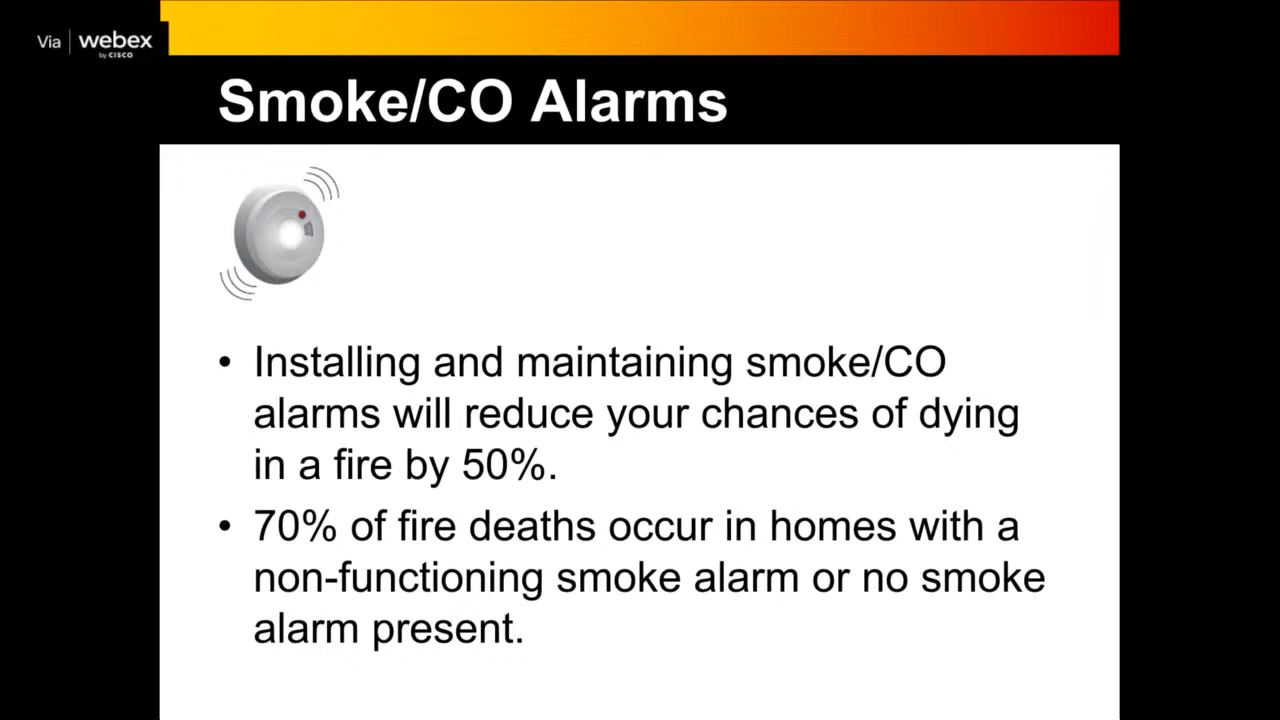 Via webex
by CISCO
Smoke/CO Alarms
• Installing and maintaining smoke/CO
alarms will reduce your chances of dying
in a fire by 50%.
• 70% of fire deaths occur in homes with a
non-functioning smoke alarm or no smoke
alarm present.